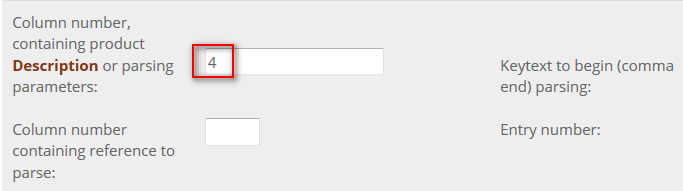 Column number,
containing product
Description or parsing
parameters:
4
Keytext to begin (comma
end) parsing:
Column number
containing reference to
parse:
Entry number: